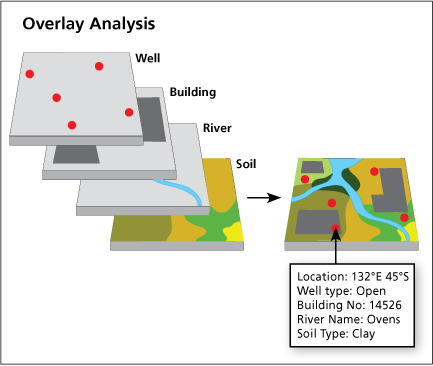 Overlay Analysis
Well
Building
River
Soil
Location: 132°E 45°S
Well type: Open
Building No: 14526
River Name: Ovens
Soil Type: Clay